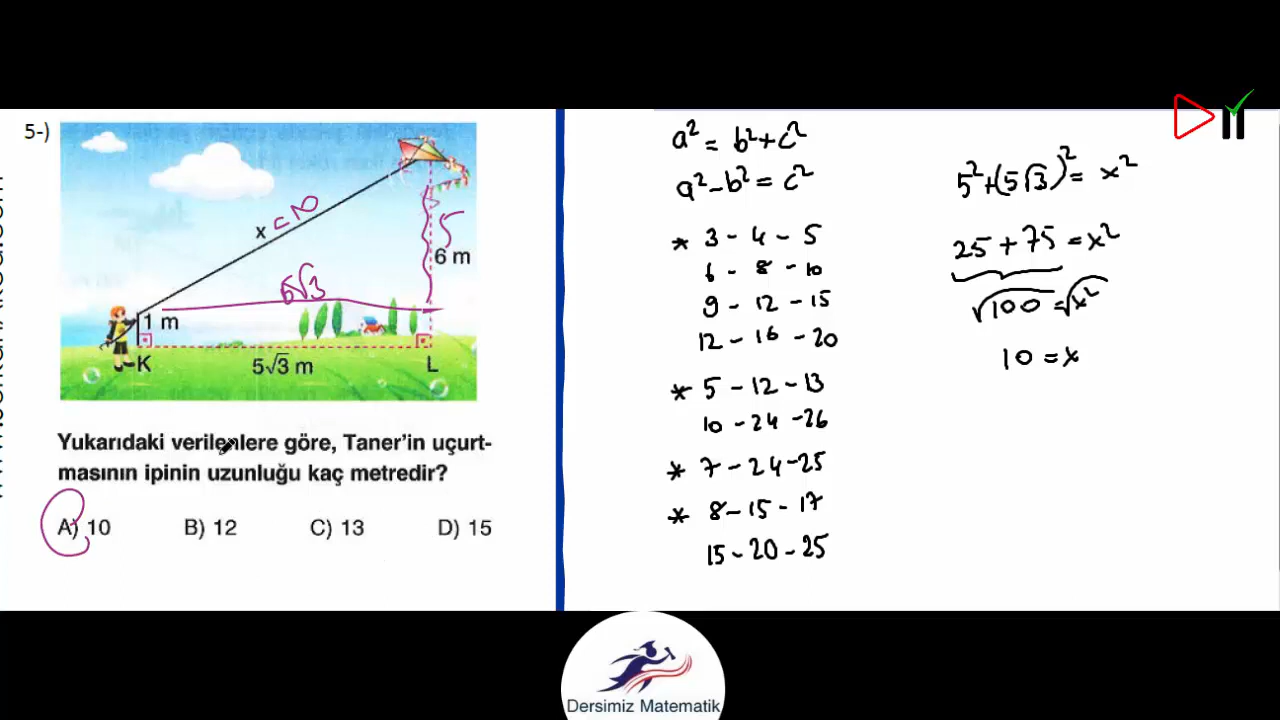 5-)
x = 10
5
6 m
5√3
1 m
K
5√3 m
L
Yukarıdaki verilenlere göre, Taner'in uçurt-
masının ipinin uzunluğu kaç metredir?
A) 10 B) 12 C) 13 D) 15
a² = b² + c²
a² - b² = c²
* 3 - 4 - 5
6 - 8 - 10
9 - 12 - 15
12 - 16 - 20
* 5 - 12 - 13
10 - 24 - 26
* 7 - 24 - 25
* 8 - 15 - 17
15 - 20 - 25
5² + (5√3)² = x²
25 + 75 = x²
√100 = √x²
10 = x
Dersimiz Matematik